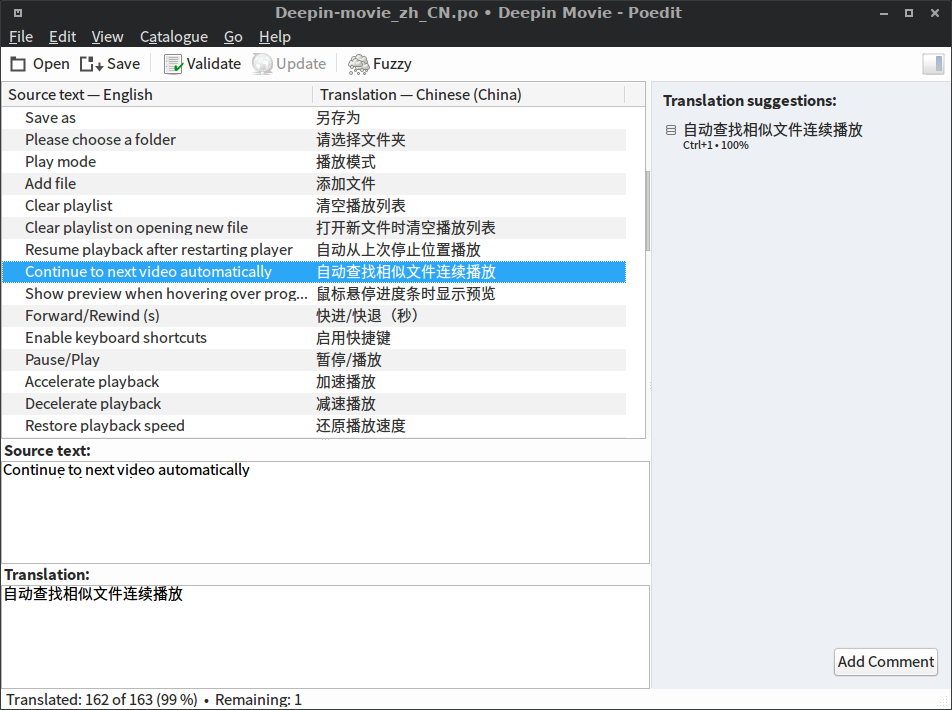 Deepin-movie_zh_CN.po • Deepin Movie - Poedit
File Edit View Catalogue Go Help
Open Save Validate Update Fuzzy
Source text — English Translation — Chinese (China)
Save as 另存为
Please choose a folder 请选择文件夹
Play mode 播放模式
Add file 添加文件
Clear playlist 清空播放列表
Clear playlist on opening new file 打开新文件时清空播放列表
Resume playback after restarting player 自动从上次停止位置播放
Continue to next video automatically 自动查找相似文件连续播放
Show preview when hovering over prog... 鼠标悬停进度条时显示预览
Forward/Rewind (s) 快进/快退（秒）
Enable keyboard shortcuts 启用快捷键
Pause/Play 暂停/播放
Accelerate playback 加速播放
Decelerate playback 减速播放
Restore playback speed 还原播放速度
Source text:
Continue to next video automatically
Translation:
自动查找相似文件连续播放
Translated: 162 of 163 (99 %) • Remaining: 1
Translation suggestions:
自动查找相似文件连续播放
Ctrl+1 • 100%
Add Comment